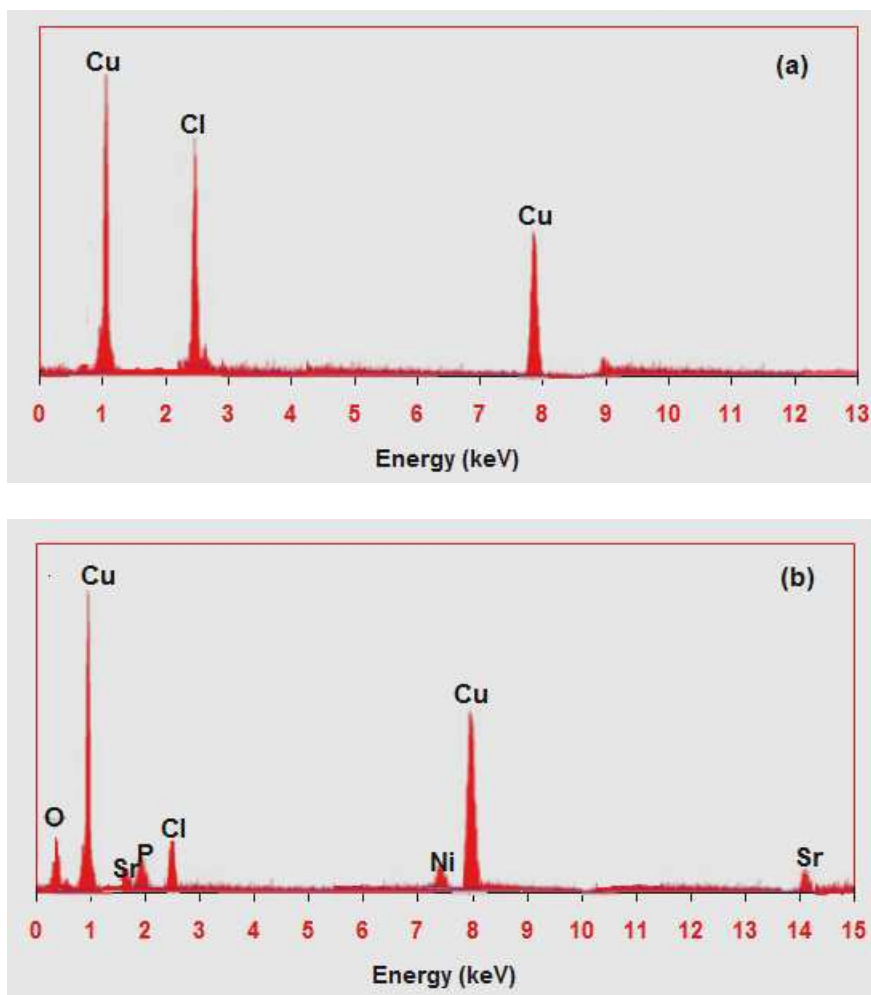 (a)
Cu
Cl
Cu
0 1 2 3 4 5 6 7 8 9 10 11 12 13
Energy (keV)
(b)
Cu
Cu
O
Cl
Sr P
Ni
Sr
0 1 2 3 4 5 6 7 8 9 10 11 12 13 14 15
Energy (keV)